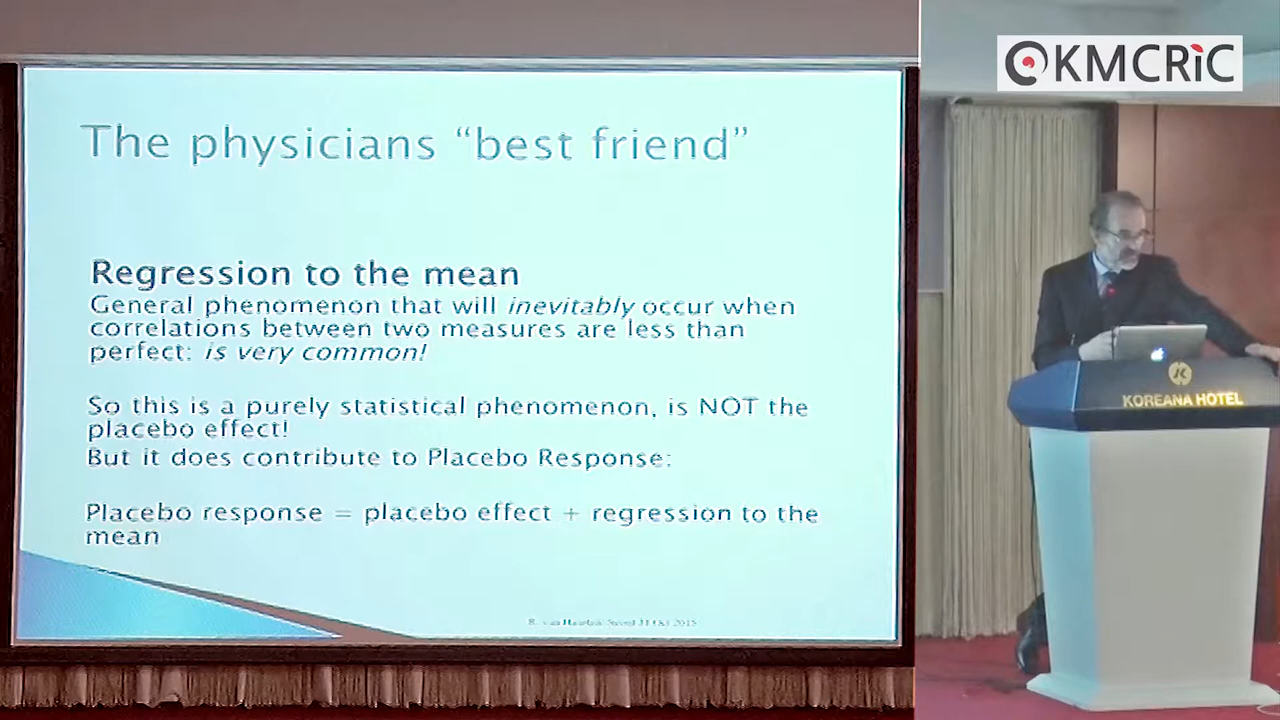 KMCRiC
The physicians “best friend”
Regression to the mean
General phenomenon that will inevitably occur when
correlations between two measures are less than
perfect: is very common!
So this is a purely statistical phenomenon, is NOT the
placebo effect!
But it does contribute to Placebo Response:
Placebo response = placebo effect + regression to the
mean
2015
K
KOREANA HOTEL